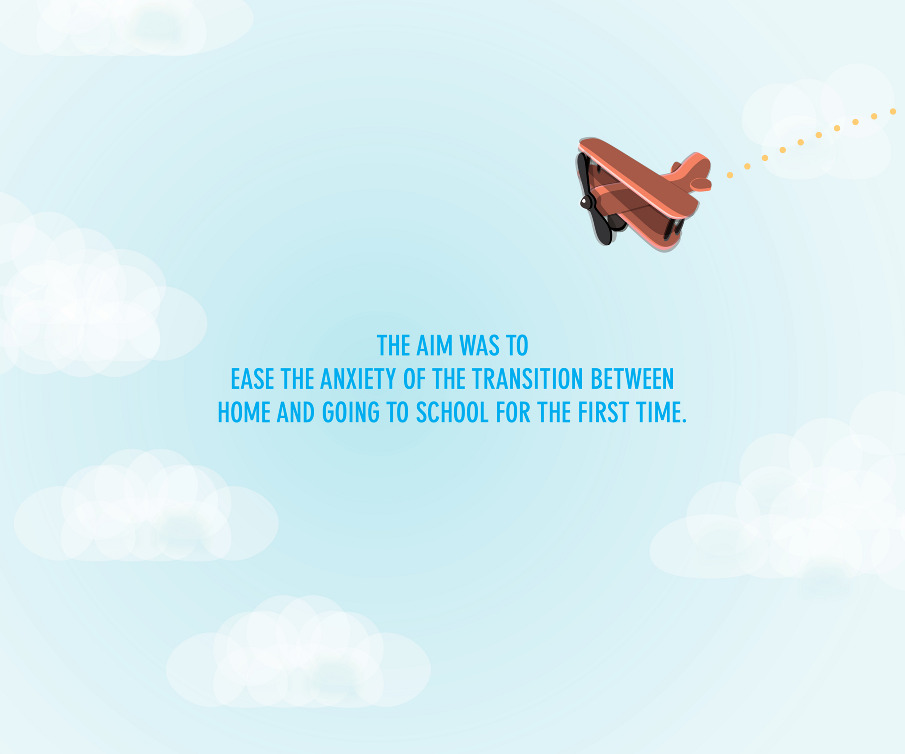 THE AIM WAS TO
EASE THE ANXIETY OF THE TRANSITION BETWEEN
HOME AND GOING TO SCHOOL FOR THE FIRST TIME.